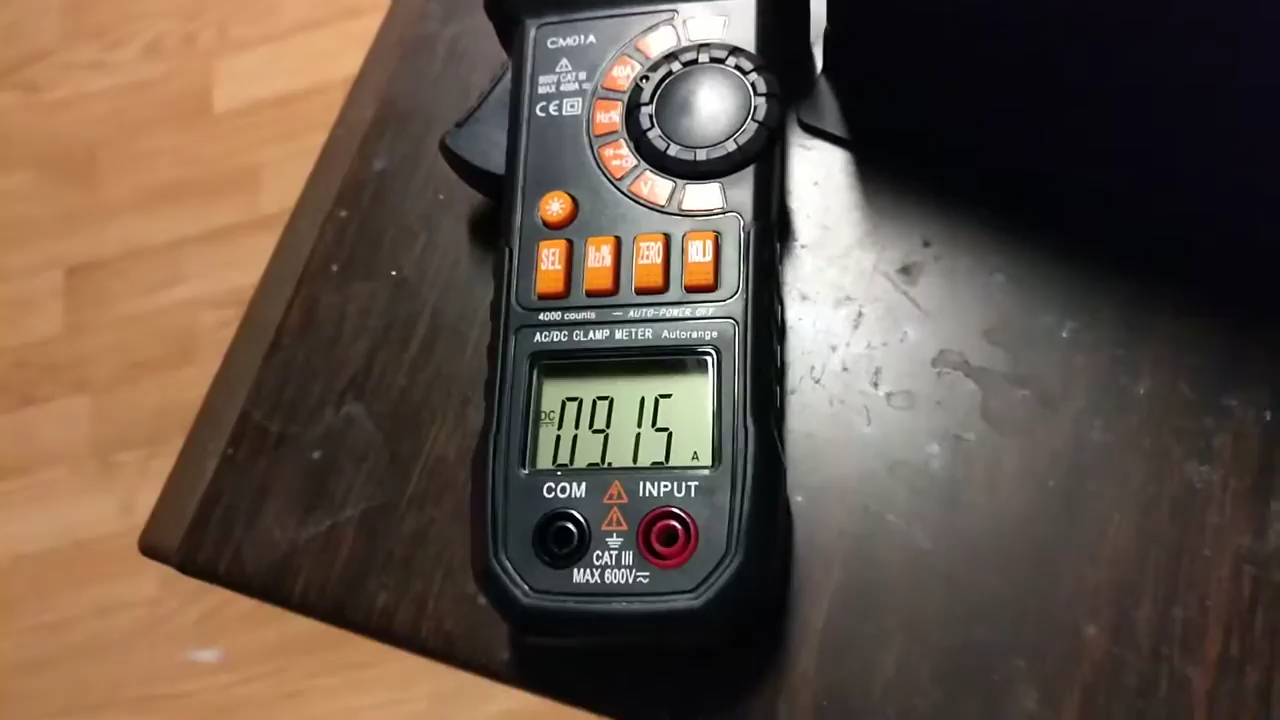 CM01A
600V CAT III
MAX 400A
40A
Hz%
SEL
Hz/%
ZERO
HOLD
4000 counts
AUTO-POWER OFF
AC/DC CLAMP METER Autorange
DC
09.15
A
COM
INPUT
CAT III
MAX 600V